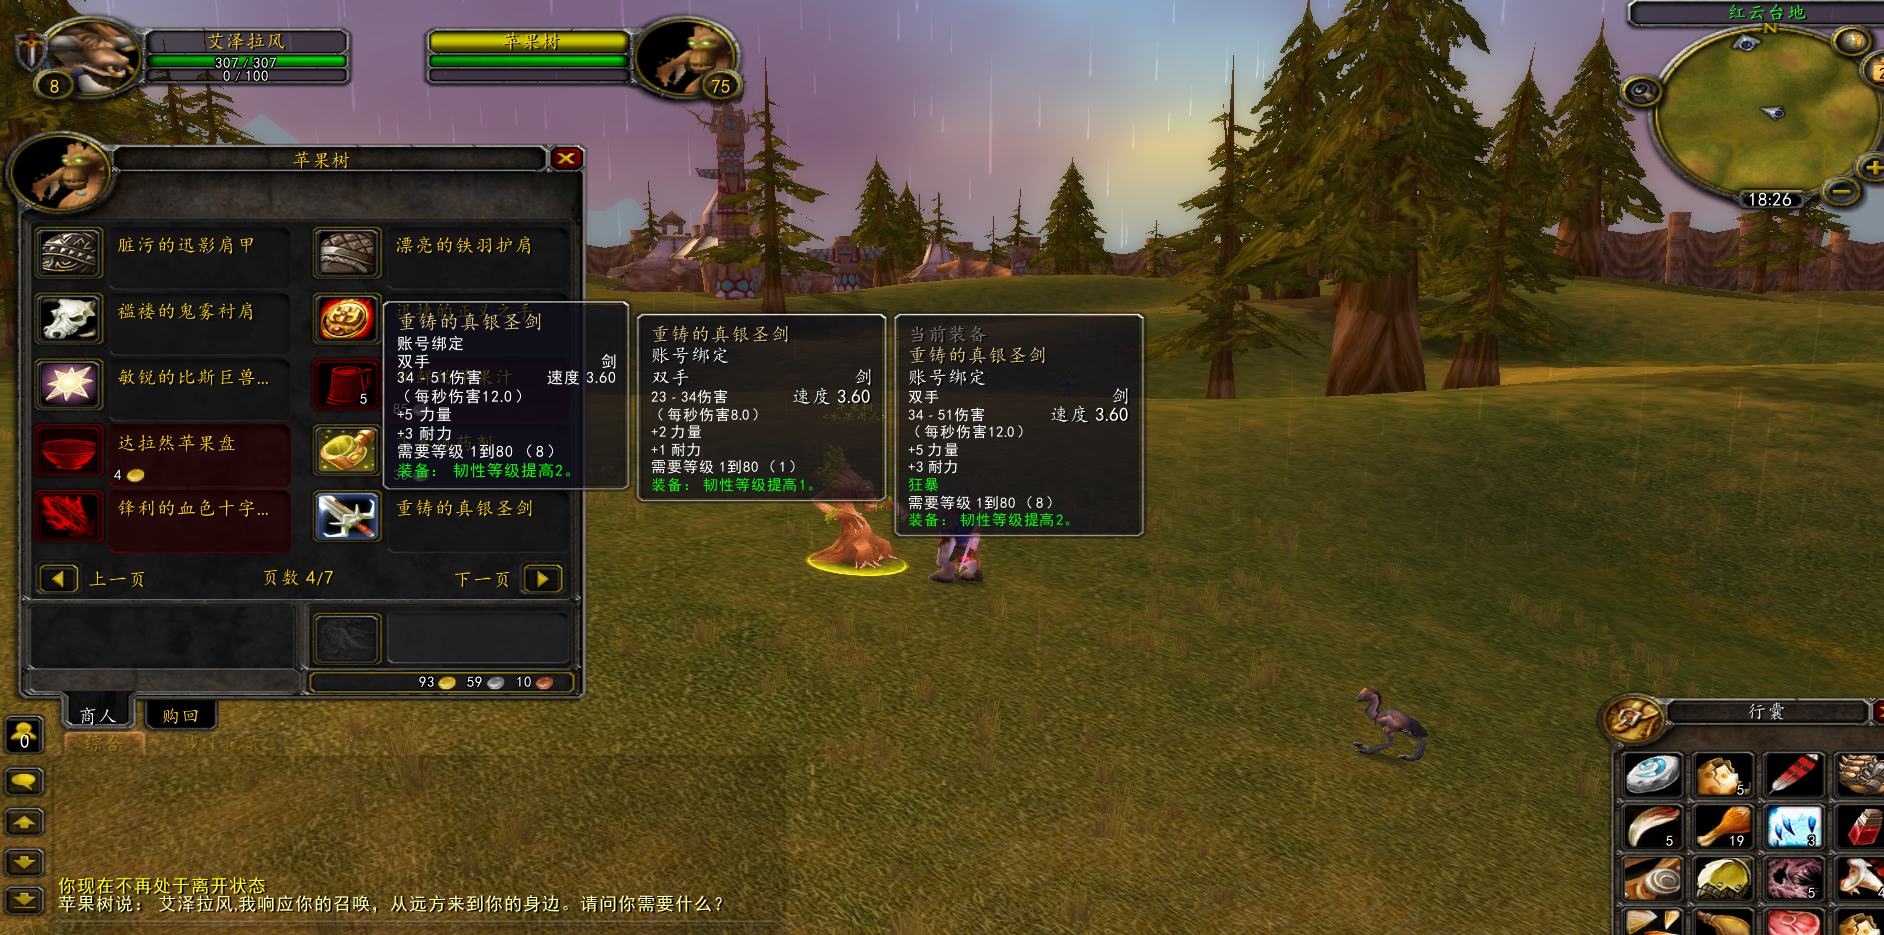 艾泽拉风
307 / 307
0 / 100
8
苹果树
75
红云台地
N
18:26
苹果树
脏污的迅影肩甲
漂亮的铁羽护肩
褴褛的鬼雾衬肩
敏锐的比斯巨兽...
5
达拉然苹果盘
4
锋利的血色十字...
重铸的真银圣剑
上一页
页数 4/7
下一页
93 59 10
商人
购回
重铸的真银圣剑
账号绑定
双手 剑
34 - 51伤害 速度 3.60
（每秒伤害12.0）
+5 力量
+3 耐力
需要等级 1到80 （8）
装备： 韧性等级提高2。
重铸的真银圣剑
账号绑定
双手 剑
23 - 34伤害 速度 3.60
（每秒伤害8.0）
+2 力量
+1 耐力
需要等级 1到80 （1）
装备： 韧性等级提高1。
当前装备
重铸的真银圣剑
账号绑定
双手 剑
34 - 51伤害 速度 3.60
（每秒伤害12.0）
+5 力量
+3 耐力
狂暴
需要等级 1到80 （8）
装备： 韧性等级提高2。
0
综合
你现在不再处于离开状态
苹果树说： 艾泽拉风,我响应你的召唤，从远方来到你的身边。请问你需要什么?
行囊
5
5 19 3
5